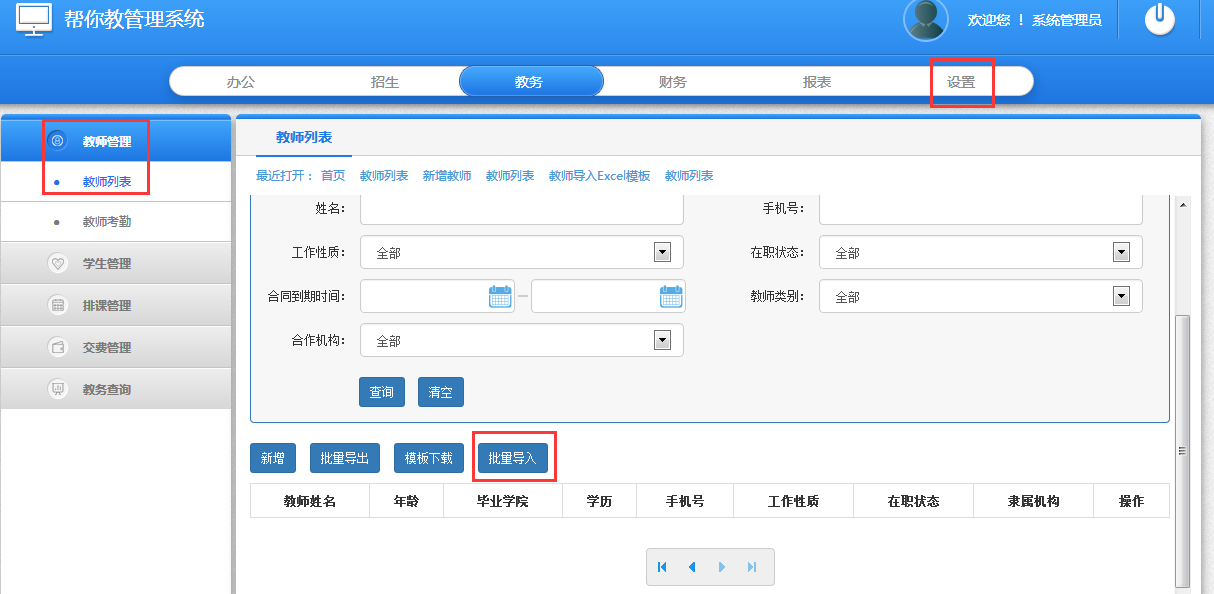 帮你教管理系统
欢迎您 ！ 系统管理员
办公 招生 教务 财务 报表 设置
教师管理
教师列表
教师考勤
学生管理
排课管理
交费管理
教务查询
教师列表
最近打开： 首页 教师列表 新增教师 教师列表 教师导入Excel模板 教师列表
姓名： 手机号：
工作性质： 全部 在职状态： 全部
合同到期时间： — 教师类别： 全部
合作机构： 全部
查询 清空
新增 批量导出 模板下载 批量导入
教师姓名 年龄 毕业学院 学历 手机号 工作性质 在职状态 隶属机构 操作